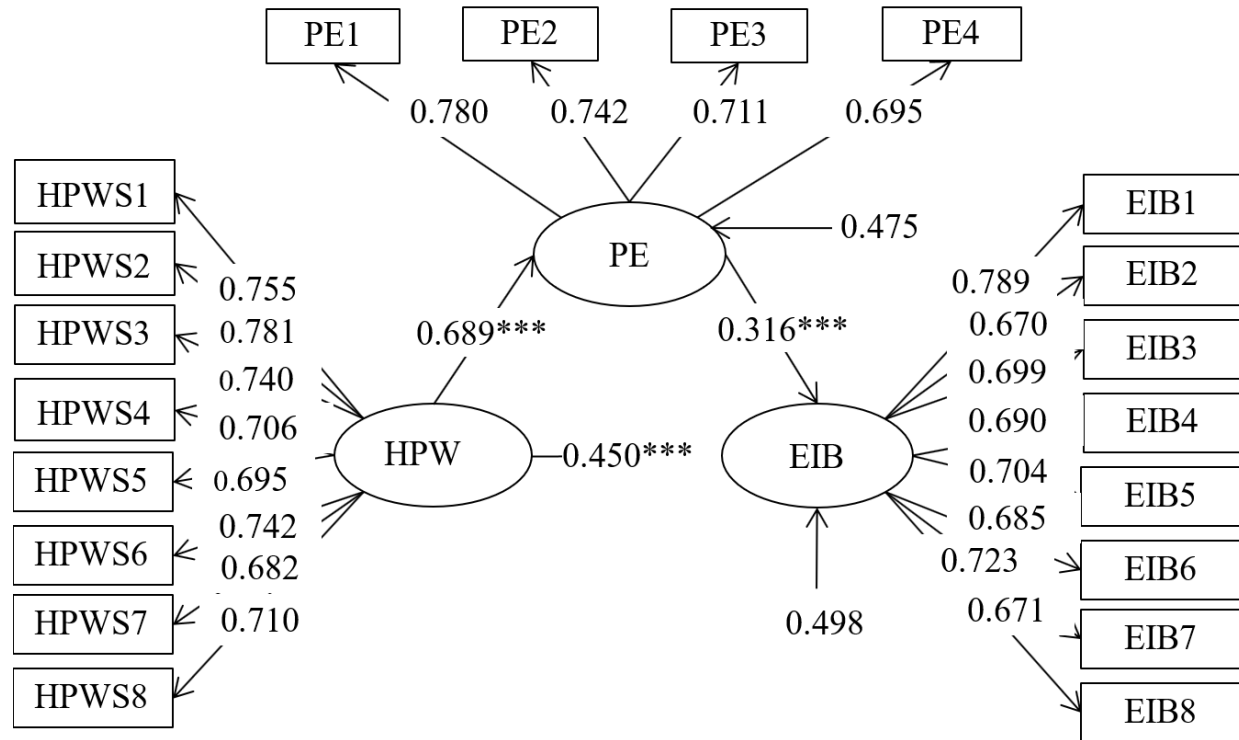 PE1
PE2
PE3
PE4
0.780
0.742
0.711
0.695
HPWS1
HPWS2
HPWS3
HPWS4
HPWS5
HPWS6
HPWS7
HPWS8
0.755
0.781
0.740
0.706
0.695
0.742
0.682
0.710
PE
0.475
0.689***
0.316***
HPW
0.450***
EIB
0.498
0.789
0.670
0.699
0.690
0.704
0.685
0.723
0.671
EIB1
EIB2
EIB3
EIB4
EIB5
EIB6
EIB7
EIB8